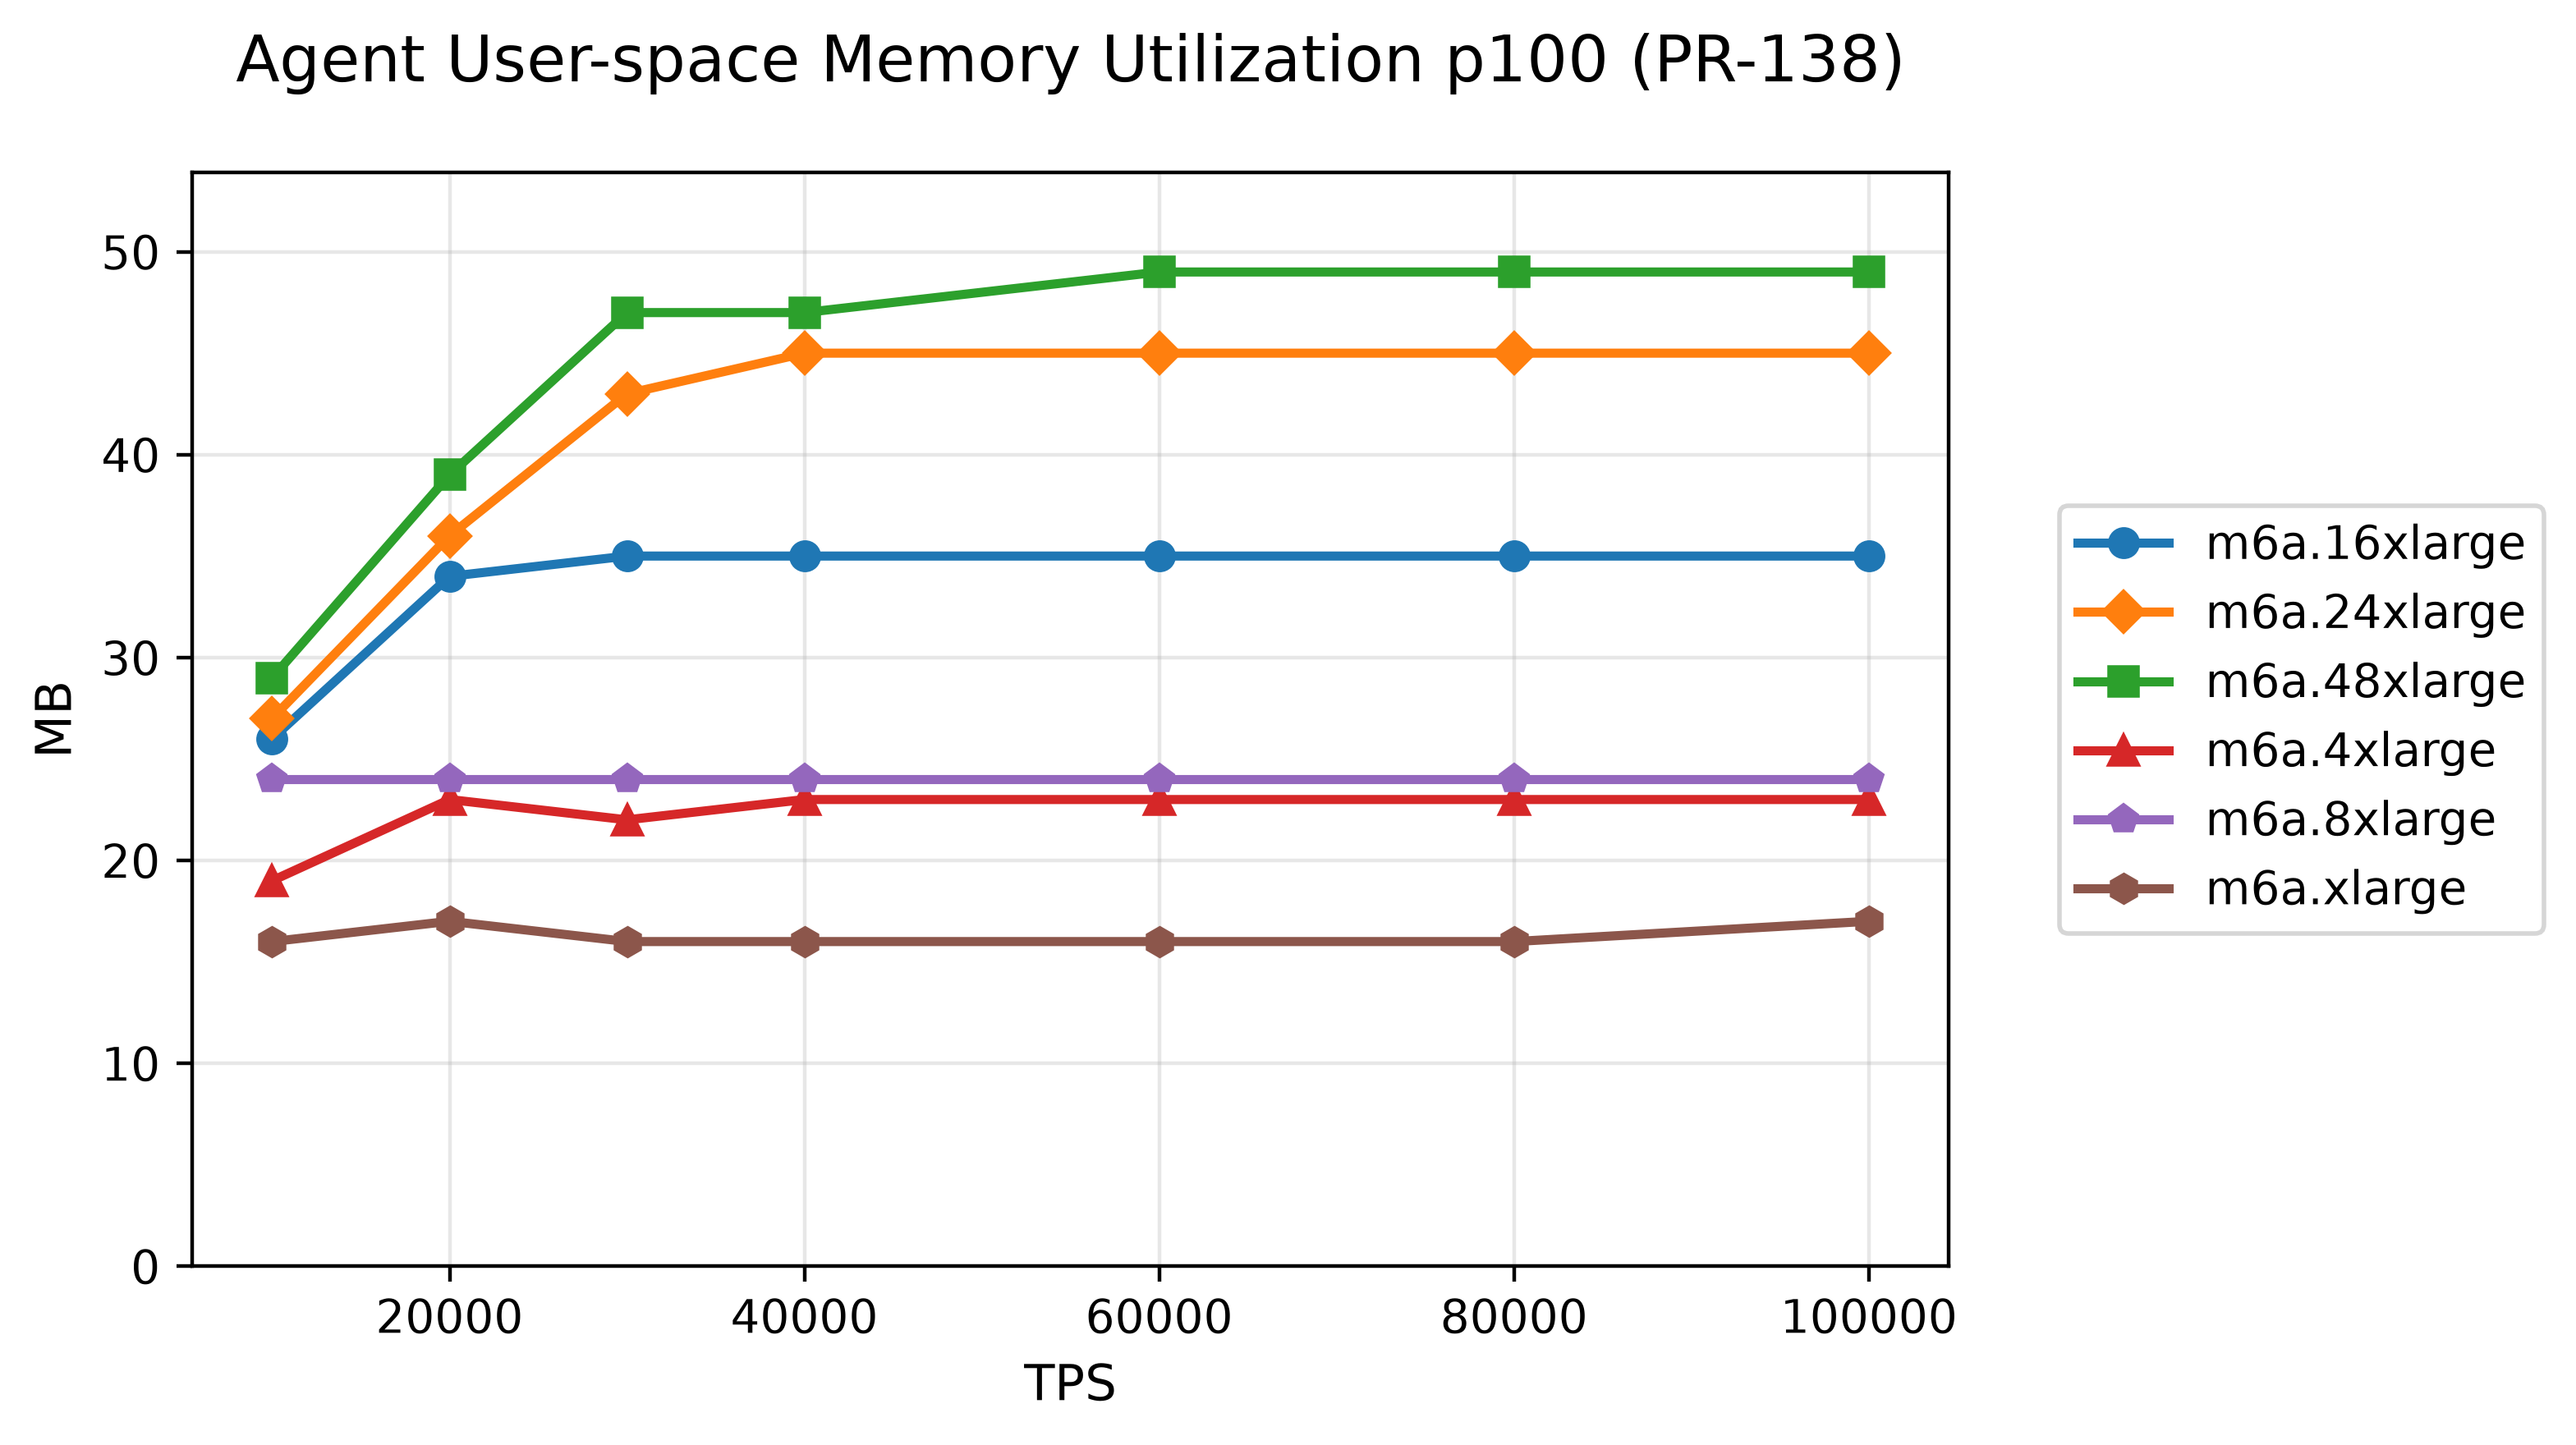 Agent User-space Memory Utilization p100 (PR-138)
50
40
30
20
10
0
MB
20000 40000 60000 80000 100000
TPS
m6a.16xlarge
m6a.24xlarge
m6a.48xlarge
m6a.4xlarge
m6a.8xlarge
m6a.xlarge